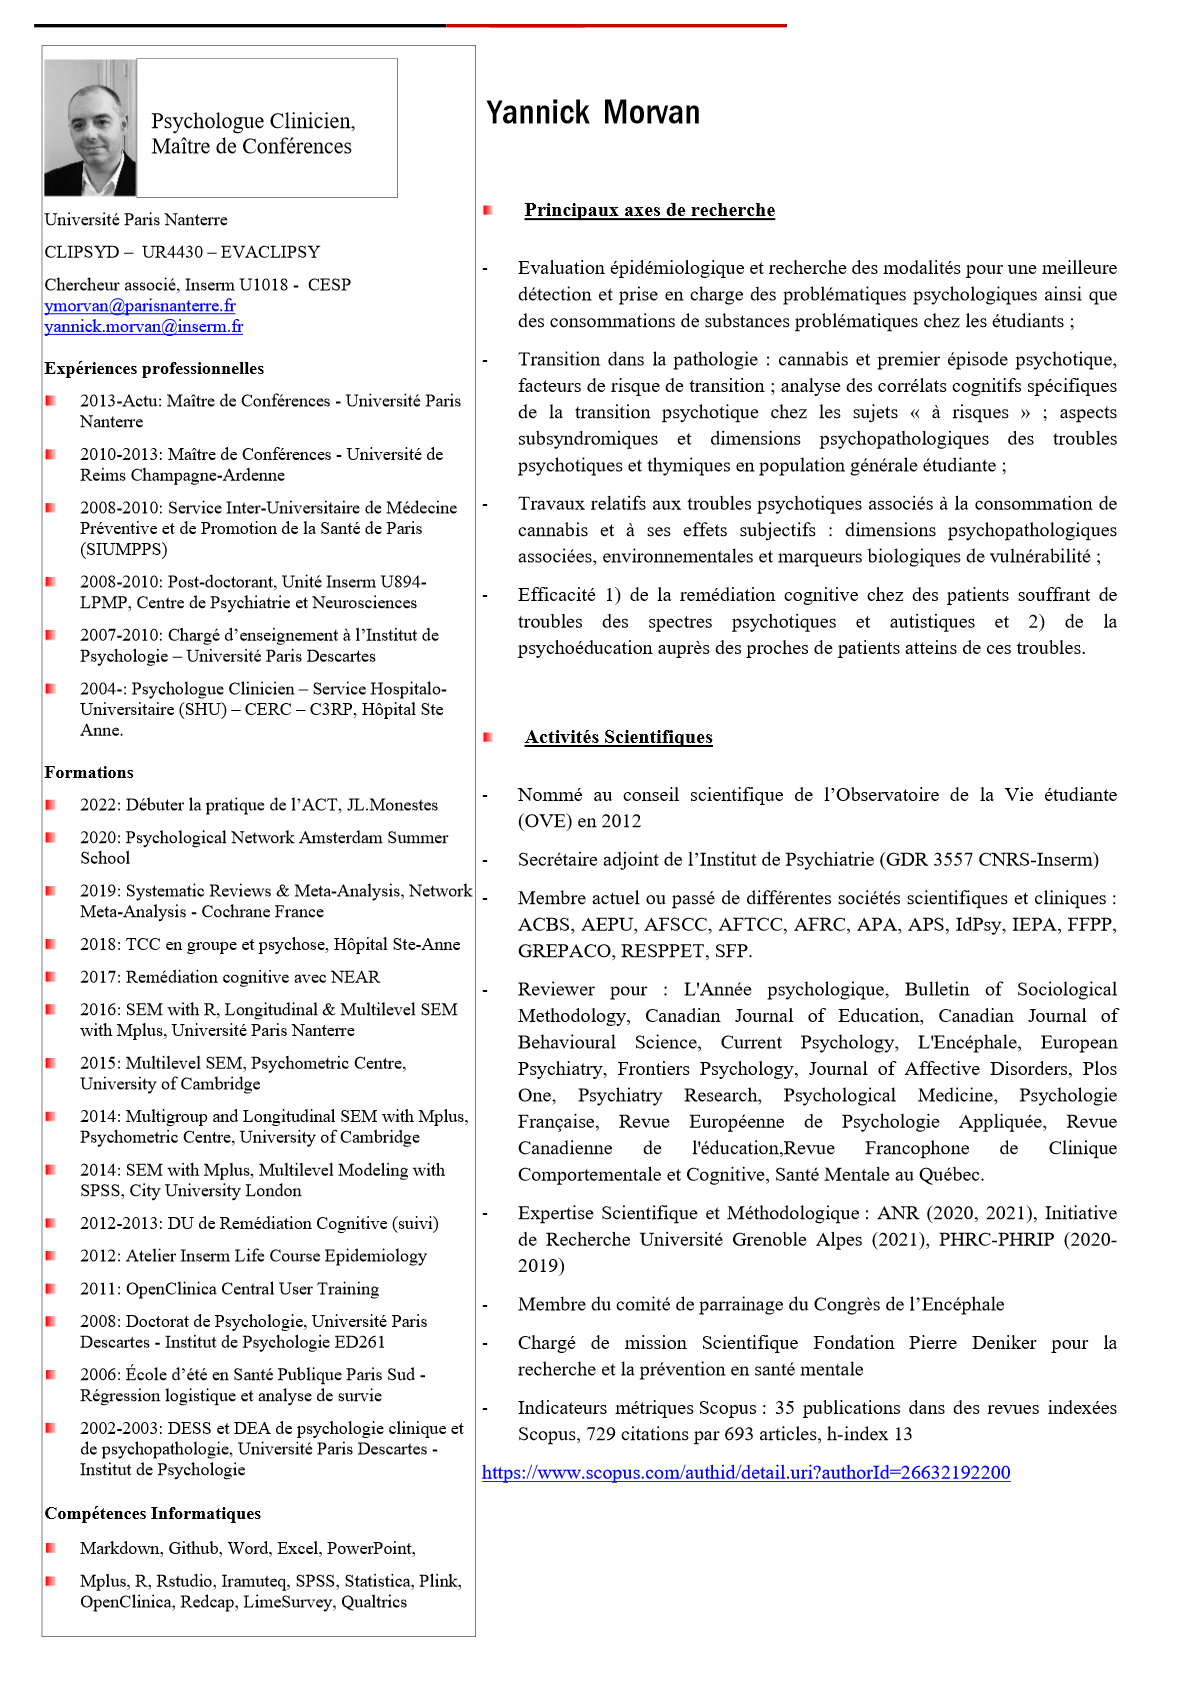 Psychologue Clinicien,
Maître de Conférences
Université Paris Nanterre
CLIPSYD – UR4430 – EVACLIPSY
Chercheur associé, Inserm U1018 - CESP
ymorvan@parisnanterre.fr
yannick.morvan@inserm.fr
Expériences professionnelles
2013-Actu: Maître de Conférences - Université Paris
Nanterre
2010-2013: Maître de Conférences - Université de
Reims Champagne-Ardenne
2008-2010: Service Inter-Universitaire de Médecine
Préventive et de Promotion de la Santé de Paris
(SIUMPPS)
2008-2010: Post-doctorant, Unité Inserm U894-
LPMP, Centre de Psychiatrie et Neurosciences
2007-2010: Chargé d’enseignement à l’Institut de
Psychologie – Université Paris Descartes
2004-: Psychologue Clinicien – Service Hospitalo-
Universitaire (SHU) – CERC – C3RP, Hôpital Ste
Anne.
Formations
2022: Débuter la pratique de l’ACT, JL.Monestes
2020: Psychological Network Amsterdam Summer
School
2019: Systematic Reviews & Meta-Analysis, Network
Meta-Analysis - Cochrane France
2018: TCC en groupe et psychose, Hôpital Ste-Anne
2017: Remédiation cognitive avec NEAR
2016: SEM with R, Longitudinal & Multilevel SEM
with Mplus, Université Paris Nanterre
2015: Multilevel SEM, Psychometric Centre,
University of Cambridge
2014: Multigroup and Longitudinal SEM with Mplus,
Psychometric Centre, University of Cambridge
2014: SEM with Mplus, Multilevel Modeling with
SPSS, City University London
2012-2013: DU de Remédiation Cognitive (suivi)
2012: Atelier Inserm Life Course Epidemiology
2011: OpenClinica Central User Training
2008: Doctorat de Psychologie, Université Paris
Descartes - Institut de Psychologie ED261
2006: École d’été en Santé Publique Paris Sud -
Régression logistique et analyse de survie
2002-2003: DESS et DEA de psychologie clinique et
de psychopathologie, Université Paris Descartes -
Institut de Psychologie
Compétences Informatiques
Markdown, Github, Word, Excel, PowerPoint,
Mplus, R, Rstudio, Iramuteq, SPSS, Statistica, Plink,
OpenClinica, Redcap, LimeSurvey, Qualtrics
Yannick Morvan
Principaux axes de recherche
- Evaluation épidémiologique et recherche des modalités pour une meilleure
détection et prise en charge des problématiques psychologiques ainsi que
des consommations de substances problématiques chez les étudiants ;
- Transition dans la pathologie : cannabis et premier épisode psychotique,
facteurs de risque de transition ; analyse des corrélats cognitifs spécifiques
de la transition psychotique chez les sujets « à risques » ; aspects
subsyndromiques et dimensions psychopathologiques des troubles
psychotiques et thymiques en population générale étudiante ;
- Travaux relatifs aux troubles psychotiques associés à la consommation de
cannabis et à ses effets subjectifs : dimensions psychopathologiques
associées, environnementales et marqueurs biologiques de vulnérabilité ;
- Efficacité 1) de la remédiation cognitive chez des patients souffrant de
troubles des spectres psychotiques et autistiques et 2) de la
psychoéducation auprès des proches de patients atteins de ces troubles.
Activités Scientifiques
- Nommé au conseil scientifique de l’Observatoire de la Vie étudiante
(OVE) en 2012
- Secrétaire adjoint de l’Institut de Psychiatrie (GDR 3557 CNRS-Inserm)
- Membre actuel ou passé de différentes sociétés scientifiques et cliniques :
ACBS, AEPU, AFSCC, AFTCC, AFRC, APA, APS, IdPsy, IEPA, FFPP,
GREPACO, RESPPET, SFP.
- Reviewer pour : L'Année psychologique, Bulletin of Sociological
Methodology, Canadian Journal of Education, Canadian Journal of
Behavioural Science, Current Psychology, L'Encéphale, European
Psychiatry, Frontiers Psychology, Journal of Affective Disorders, Plos
One, Psychiatry Research, Psychological Medicine, Psychologie
Française, Revue Européenne de Psychologie Appliquée, Revue
Canadienne de l'éducation,Revue Francophone de Clinique
Comportementale et Cognitive, Santé Mentale au Québec.
- Expertise Scientifique et Méthodologique : ANR (2020, 2021), Initiative
de Recherche Université Grenoble Alpes (2021), PHRC-PHRIP (2020-
2019)
- Membre du comité de parrainage du Congrès de l’Encéphale
- Chargé de mission Scientifique Fondation Pierre Deniker pour la
recherche et la prévention en santé mentale
- Indicateurs métriques Scopus : 35 publications dans des revues indexées
Scopus, 729 citations par 693 articles, h-index 13
https://www.scopus.com/authid/detail.uri?authorId=26632192200